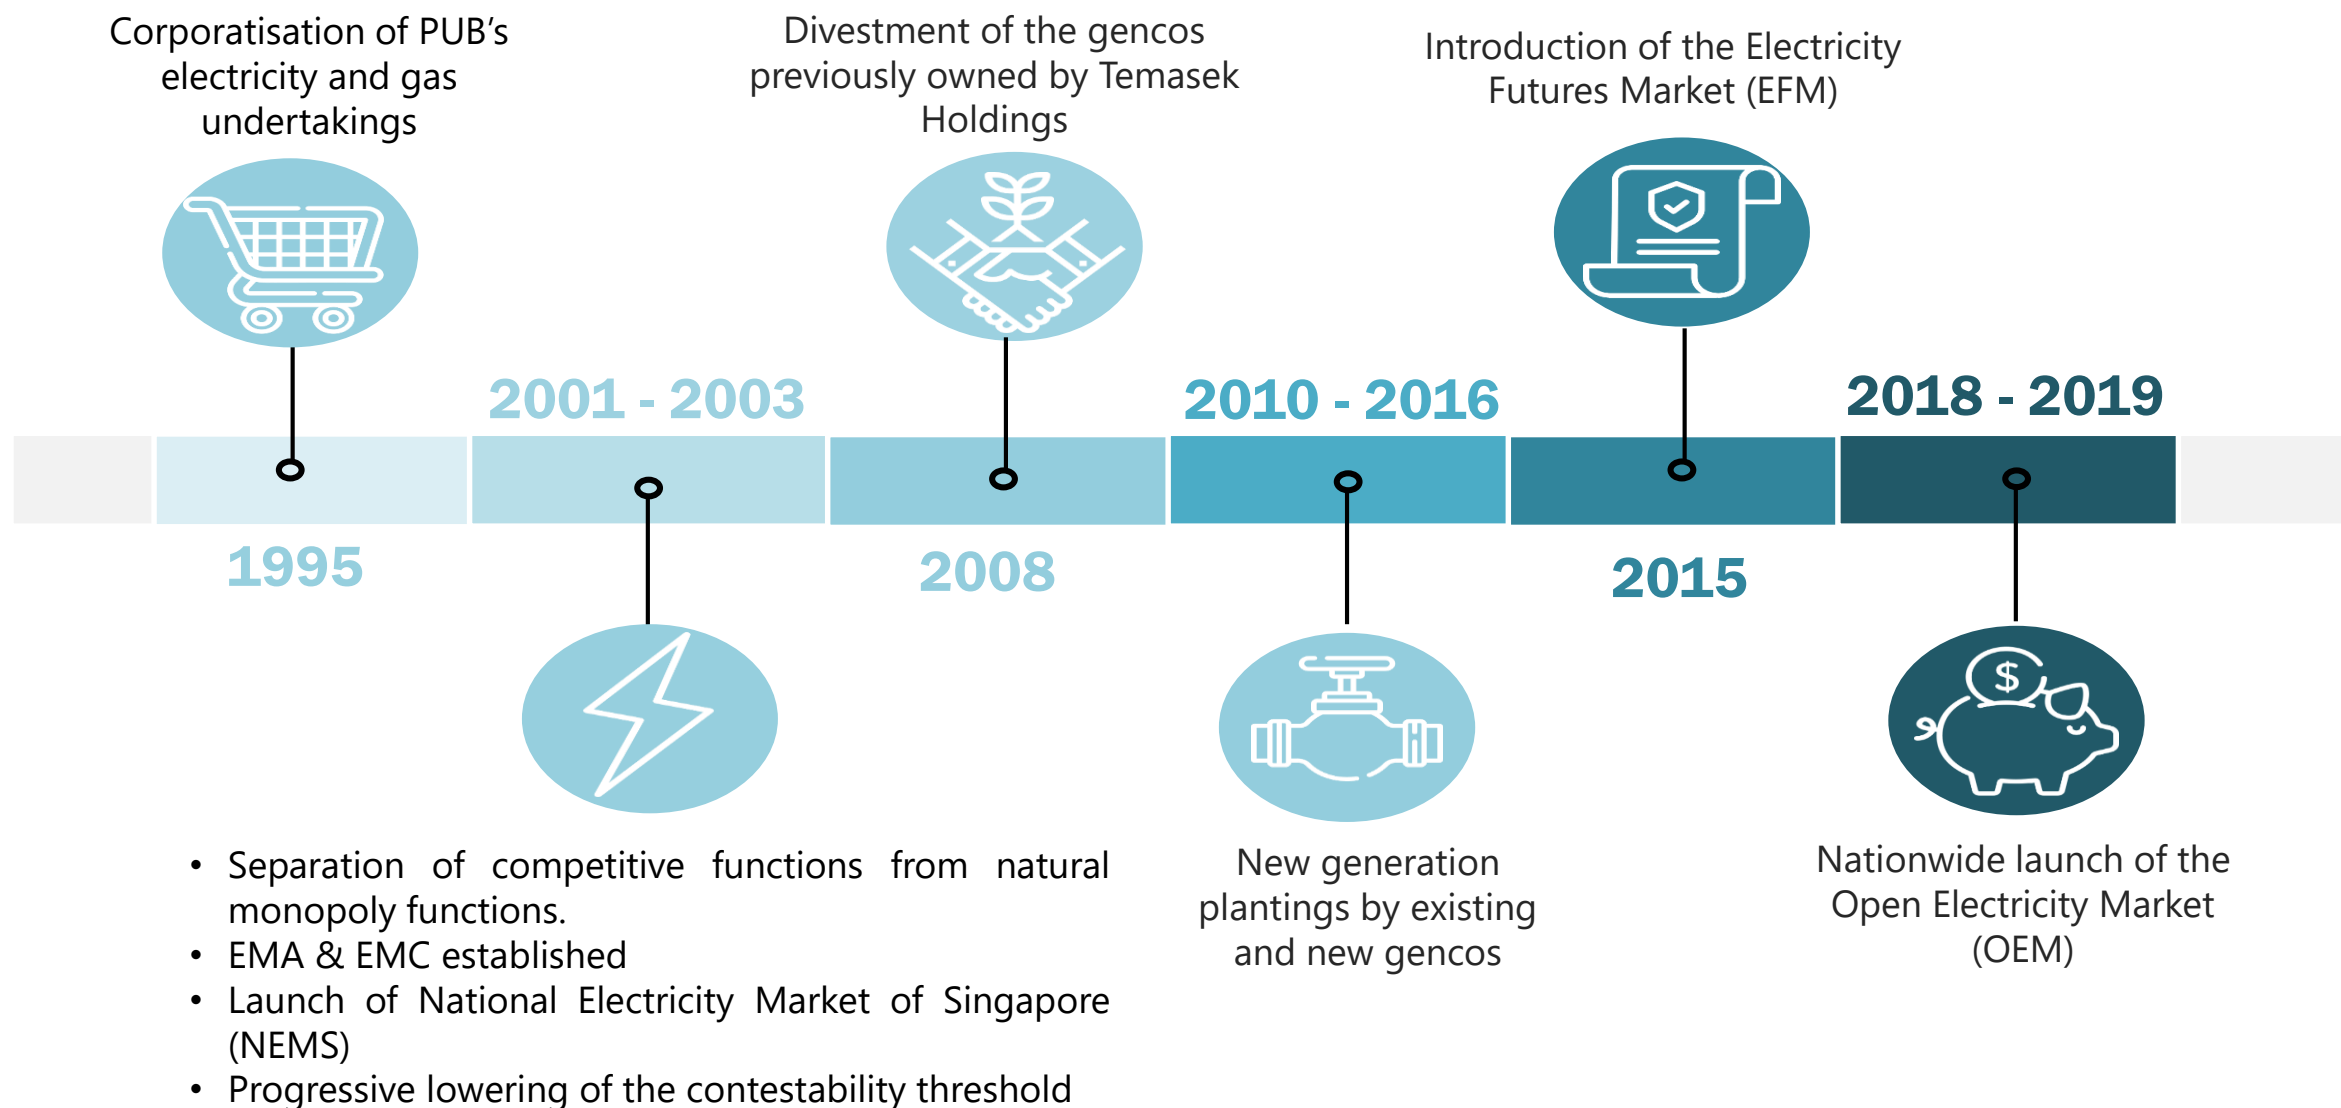 Corporatisation of PUB’s
electricity and gas
undertakings
Divestment of the gencos
previously owned by Temasek
Holdings
Introduction of the Electricity
Futures Market (EFM)
2001 - 2003
2010 - 2016
2018 - 2019
1995
2008
2015
$
• Separation of competitive functions from natural
monopoly functions.
• EMA & EMC established
• Launch of National Electricity Market of Singapore
(NEMS)
• Progressive lowering of the contestability threshold
New generation
plantings by existing
and new gencos
Nationwide launch of the
Open Electricity Market
(OEM)